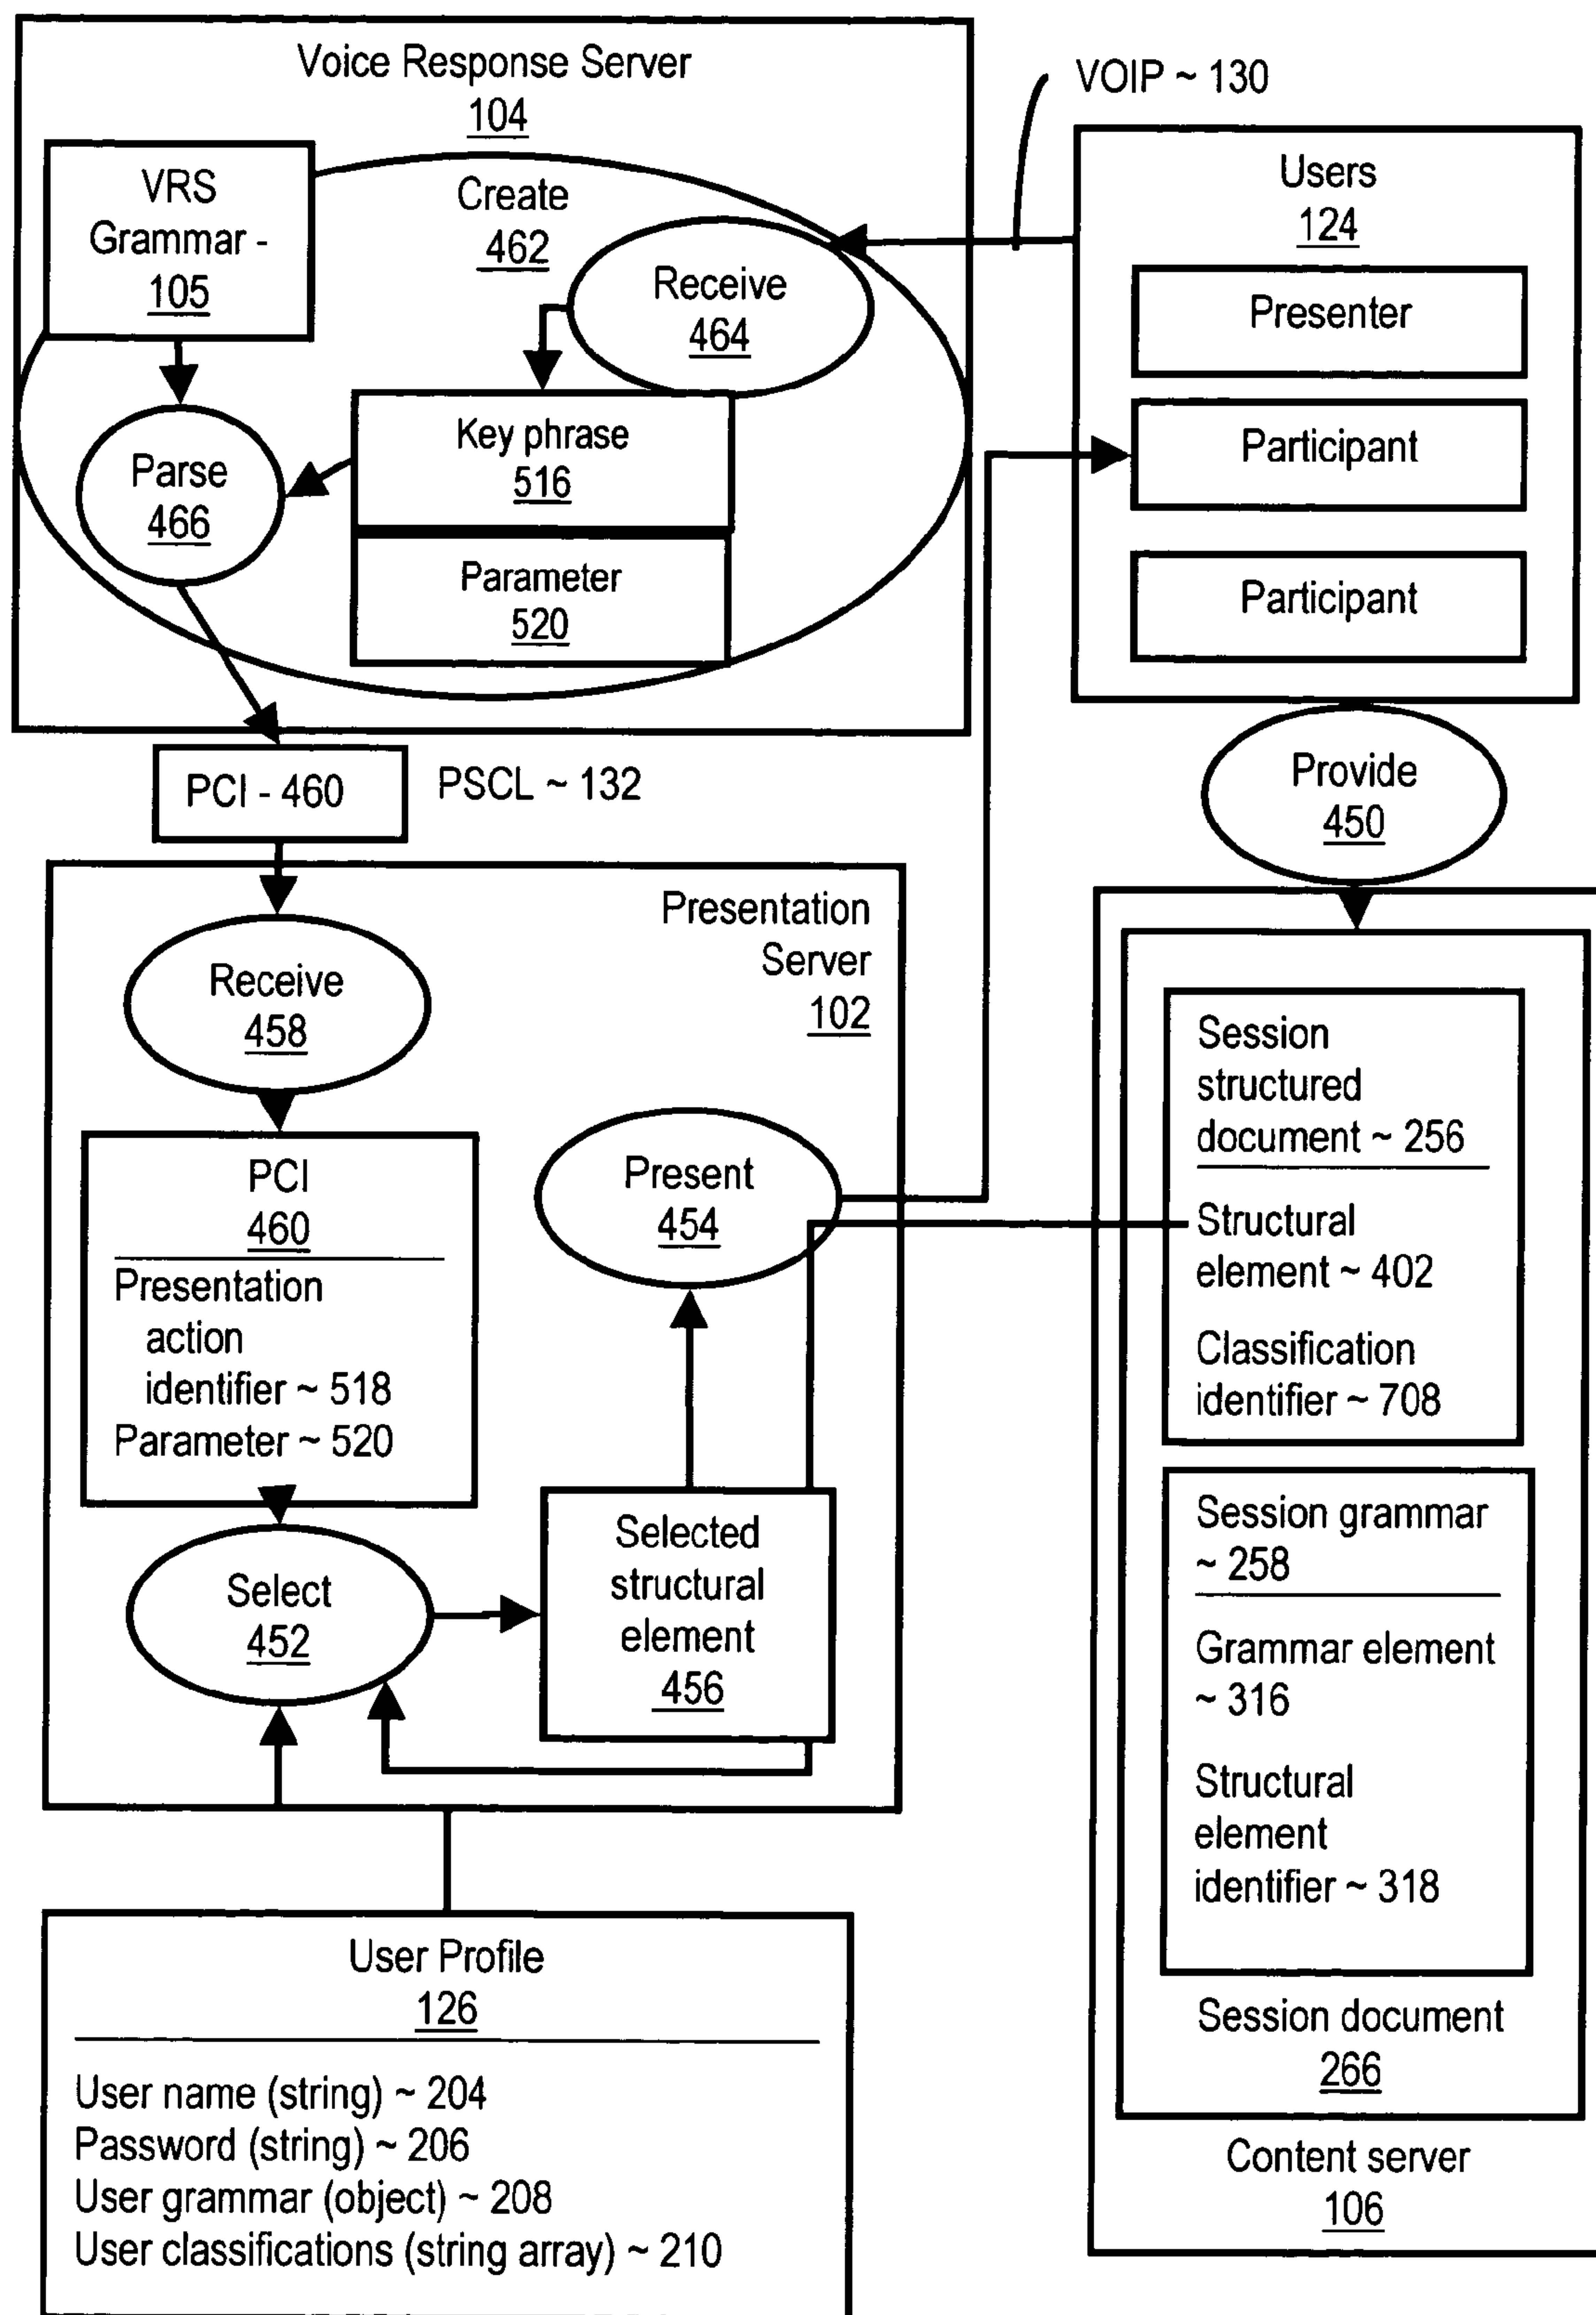 Voice Response Server
104
VOIP ~ 130
VRS
Grammar -
105
Create
462
Receive
464
Key phrase
516
Parse
466
Parameter
520
Users
124
Presenter
Participant
Participant
PCI - 460
PSCL ~ 132
Provide
450
Presentation
Server
102
Receive
458
PCI
460
Presentation
action
identifier ~ 518
Parameter ~ 520
Present
454
Select
452
Selected
structural
element
456
Session
structured
document ~ 256
Structural
element ~ 402
Classification
identifier ~ 708
Session grammar
~ 258
Grammar element
~ 316
Structural
element
identifier ~ 318
Session document
266
Content server
106
User Profile
126
User name (string) ~ 204
Password (string) ~ 206
User grammar (object) ~ 208
User classifications (string array) ~ 210